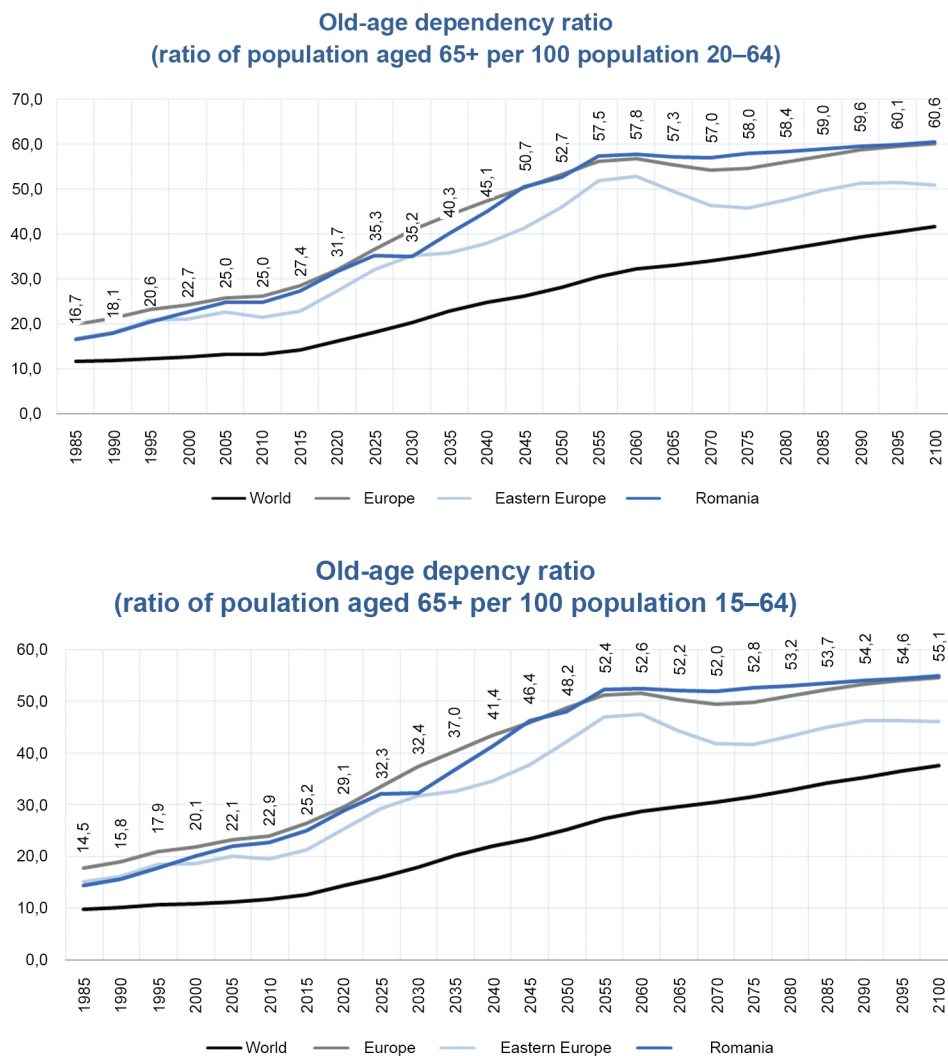 Old-age dependency ratio
(ratio of population aged 65+ per 100 population 20–64)
70,0
60,0
50,0
40,0
30,0
20,0
10,0
0,0
16,7 18,1 20,6 22,7 25,0 25,0 27,4 31,7 35,3 35,2 40,3 45,1 50,7 52,7 57,5 57,8 57,3 57,0 58,0 58,4 59,0 59,6 60,1 60,6
1985 1990 1995 2000 2005 2010 2015 2020 2025 2030 2035 2040 2045 2050 2055 2060 2065 2070 2075 2080 2085 2090 2095 2100
World Europe Eastern Europe Romania
Old-age depency ratio
(ratio of poulation aged 65+ per 100 population 15–64)
60,0
50,0
40,0
30,0
20,0
10,0
0,0
14,5 15,8 17,9 20,1 22,1 22,9 25,2 29,1 32,3 32,4 37,0 41,4 46,4 48,2 52,4 52,6 52,2 52,0 52,8 53,2 53,7 54,2 54,6 55,1
1985 1990 1995 2000 2005 2010 2015 2020 2025 2030 2035 2040 2045 2050 2055 2060 2065 2070 2075 2080 2085 2090 2095 2100
World Europe Eastern Europe Romania